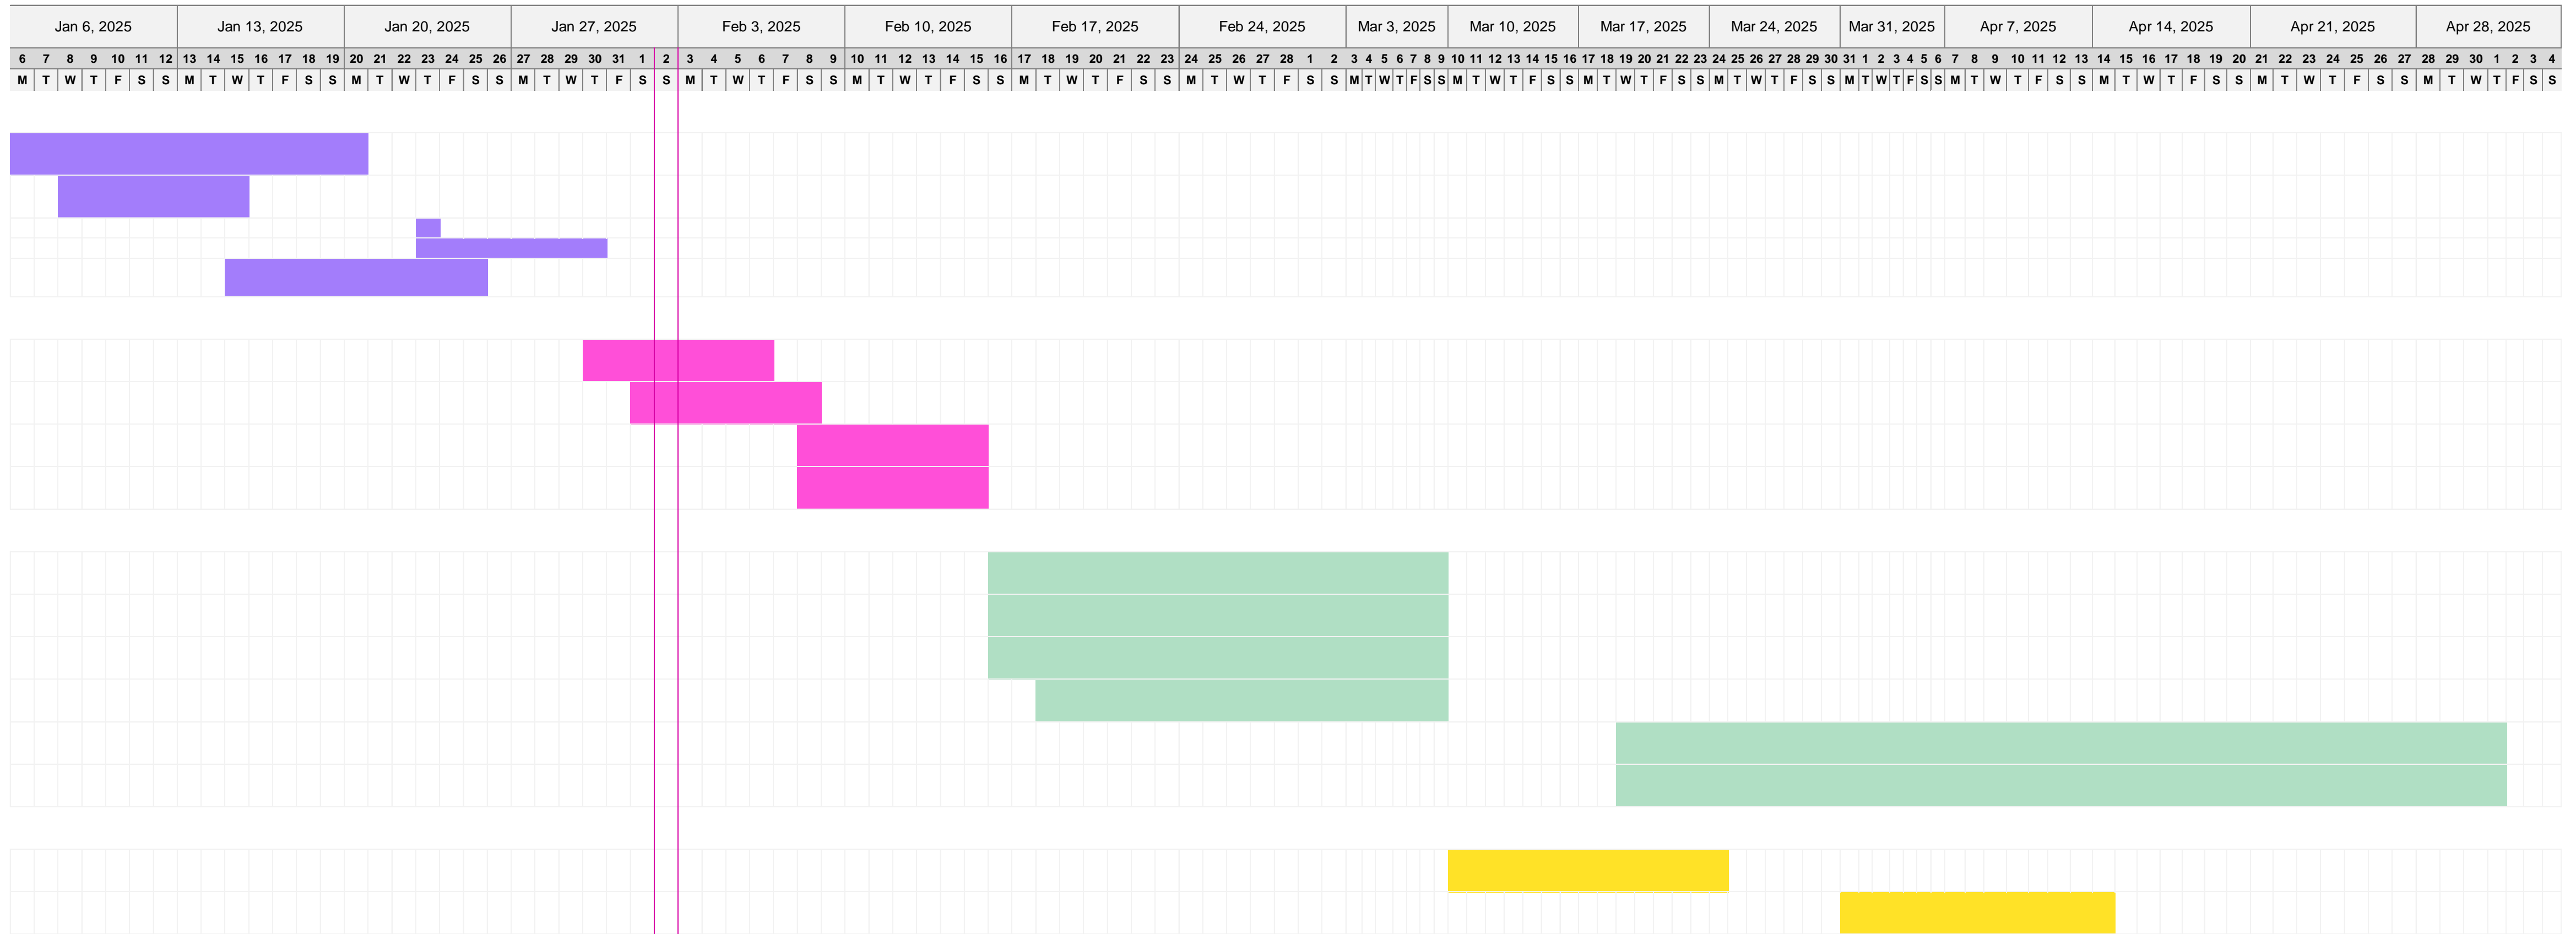 Jan 6, 2025 Jan 13, 2025 Jan 20, 2025 Jan 27, 2025 Feb 3, 2025 Feb 10, 2025 Feb 17, 2025 Feb 24, 2025 Mar 3, 2025 Mar 10, 2025 Mar 17, 2025 Mar 24, 2025 Mar 31, 2025 Apr 7, 2025 Apr 14, 2025 Apr 21, 2025 Apr 28, 2025
6 7 8 9 10 11 12 13 14 15 16 17 18 19 20 21 22 23 24 25 26 27 28 29 30 31 1 2 3 4 5 6 7 8 9 10 11 12 13 14 15 16 17 18 19 20 21 22 23 24 25 26 27 28 1 2 3 4 5 6 7 8 9 10 11 12 13 14 15 16 17 18 19 20 21 22 23 24 25 26 27 28 29 30 31 1 2 3 4 5 6 7 8 9 10 11 12 13 14 15 16 17 18 19 20 21 22 23 24 25 26 27 28 29 30 1 2 3 4
M T W T F S S M T W T F S S M T W T F S S M T W T F S S M T W T F S S M T W T F S S M T W T F S S M T W T F S S M T W T F S S M T W T F S S M T W T F S S M T W T F S S M T W T F S S M T W T F S S M T W T F S S M T W T F S S M T W T F S S